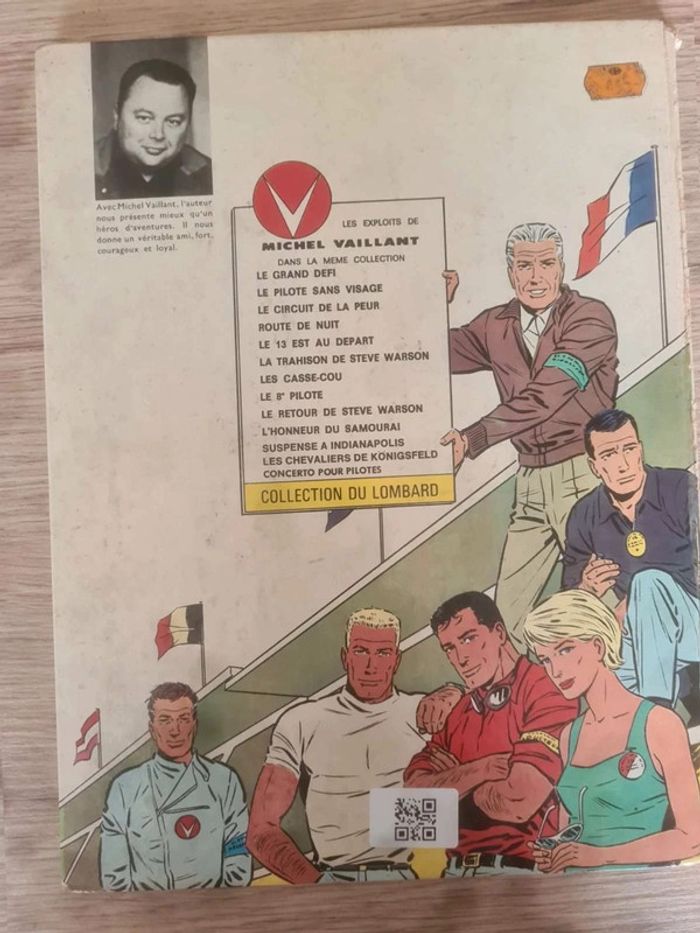 Avec Michel Vaillant, l'auteur
nous présente mieux qu'un
héros d'aventures. Il nous
donne un véritable ami, fort,
courageux et loyal.
LES EXPLOITS DE
MICHEL VAILLANT
DANS LA MEME COLLECTION
LE GRAND DEFI
LE PILOTE SANS VISAGE
LE CIRCUIT DE LA PEUR
ROUTE DE NUIT
LE 13 EST AU DEPART
LA TRAHISON DE STEVE WARSON
LES CASSE-COU
LE 8e PILOTE
LE RETOUR DE STEVE WARSON
L'HONNEUR DU SAMOURAI
SUSPENSE A INDIANAPOLIS
LES CHEVALIERS DE KÖNIGSFELD
CONCERTO POUR PILOTES
COLLECTION DU LOMBARD